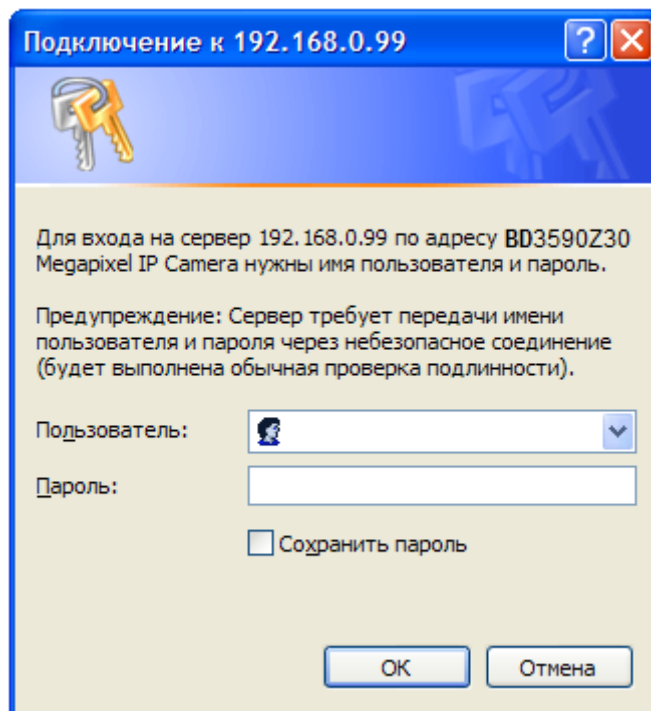 Подключение к 192.168.0.99
Для входа на сервер 192.168.0.99 по адресу BD3590Z30
Megapixel IP Camera нужны имя пользователя и пароль.
Предупреждение: Сервер требует передачи имени
пользователя и пароля через небезопасное соединение
(будет выполнена обычная проверка подлинности).
Пользователь:
Пароль:
Сохранить пароль
ОК Отмена